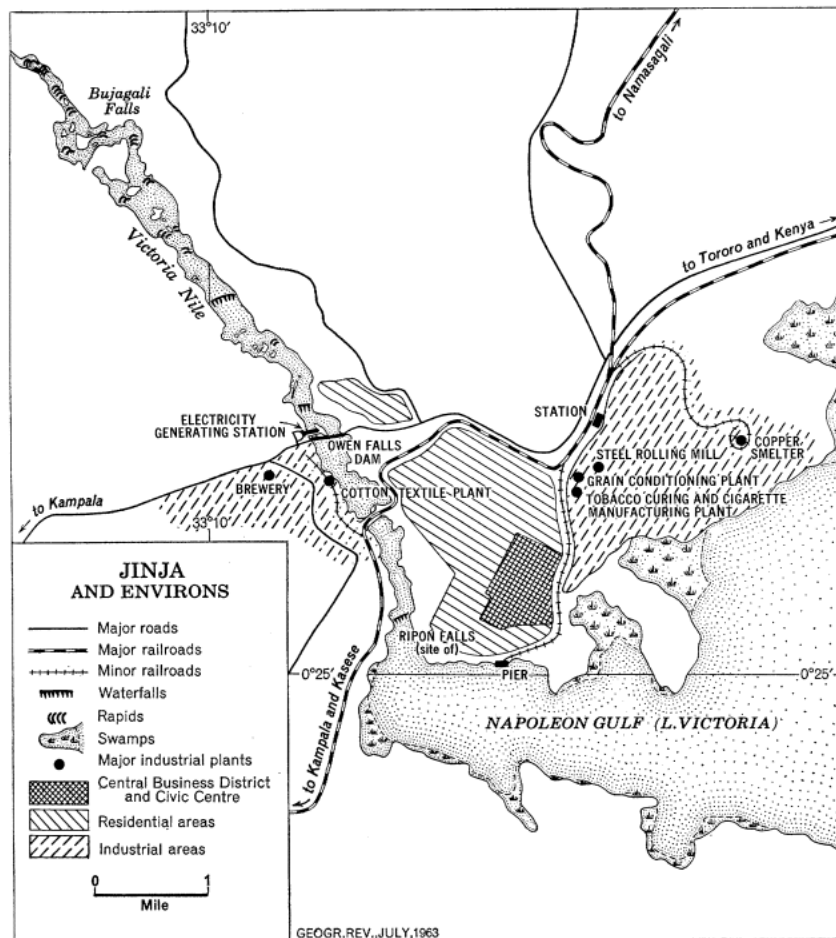 33°10'
to Namasagali
Bujagali
Falls
to Tororo and Kenya
Victoria Nile
ELECTRICITY
GENERATING STATION
STATION
OWEN FALLS
DAM
STEEL ROLLING MILL
COPPER
SMELTER
GRAIN CONDITIONING PLANT
BREWERY
COTTON TEXTILE PLANT
TOBACCO CURING AND CIGARETTE
MANUFACTURING PLANT
to Kampala
33°10'
JINJA
AND ENVIRONS
Major roads
Major railroads
Minor railroads
Waterfalls
Rapids
Swamps
Major industrial plants
Central Business District
and Civic Centre
Residential areas
Industrial areas
0 1
Mile
RIPON FALLS
(site of)
PIER
0°25'
0°25'
NAPOLEON GULF (L.VICTORIA)
to Kampala and Kasese
GEOGR.REV.,JULY,1963